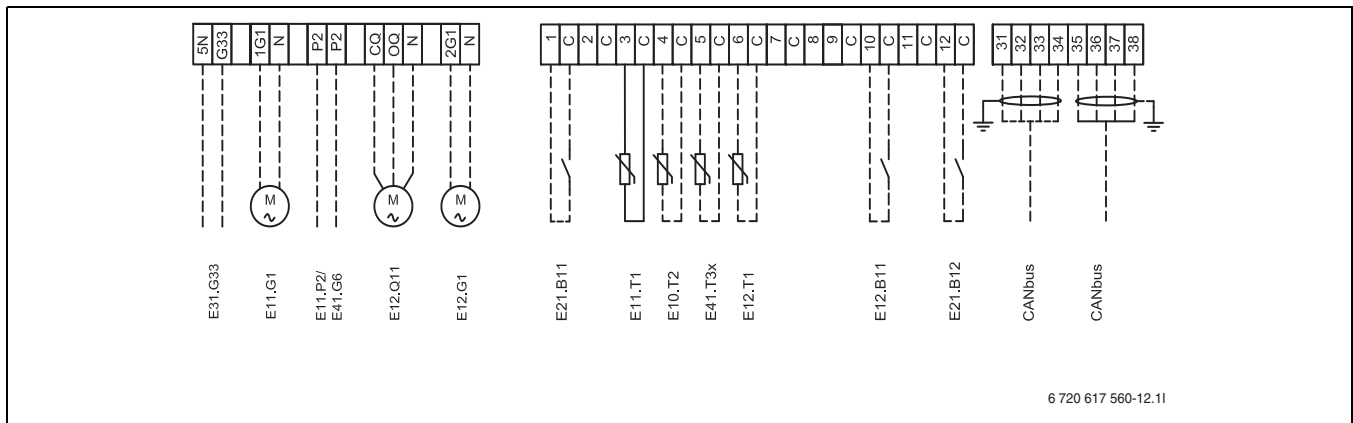 5N G33 1G1 N P2 P2 CQ OQ N 2G1 N 1 C 2 C 3 C 4 C 5 C 6 C 7 C 8 C 9 C 10 C 11 C 12 C 31 32 33 34 35 36 37 38
M M M
E31.G33
E11.G1
E11.P2/
E41.G6
E12.Q11
E12.G1
E21.B11
E11.T1
E10.T2
E41.T3x
E12.T1
E12.B11
E21.B12
CANbus
CANbus
6 720 617 560-12.1I